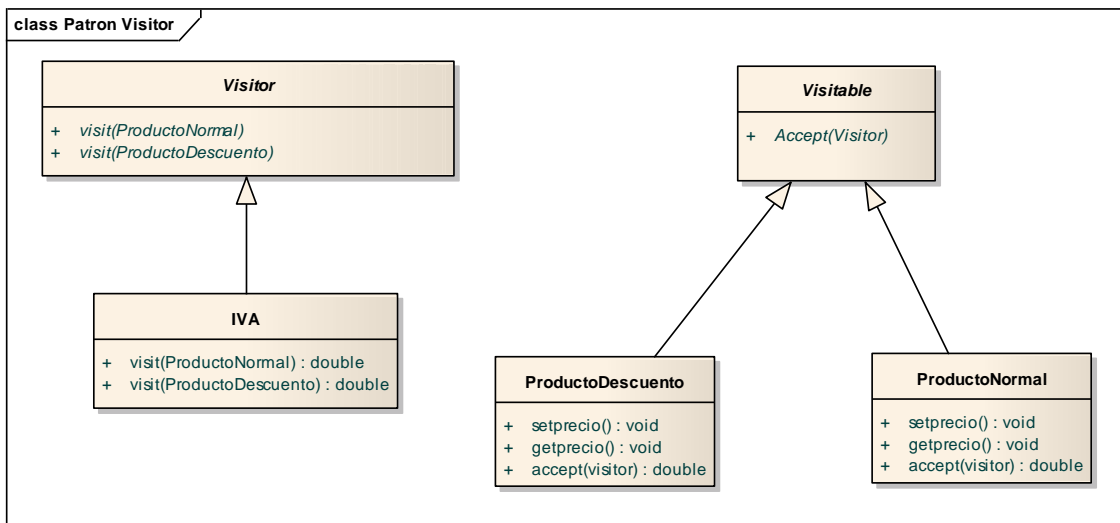 class Patron Visitor
Visitor
+ visit(ProductoNormal)
+ visit(ProductoDescuento)
Visitable
+ Accept(Visitor)
IVA
+ visit(ProductoNormal) : double
+ visit(ProductoDescuento) : double
ProductoDescuento
+ setprecio() : void
+ getprecio() : void
+ accept(visitor) : double
ProductoNormal
+ setprecio() : void
+ getprecio() : void
+ accept(visitor) : double